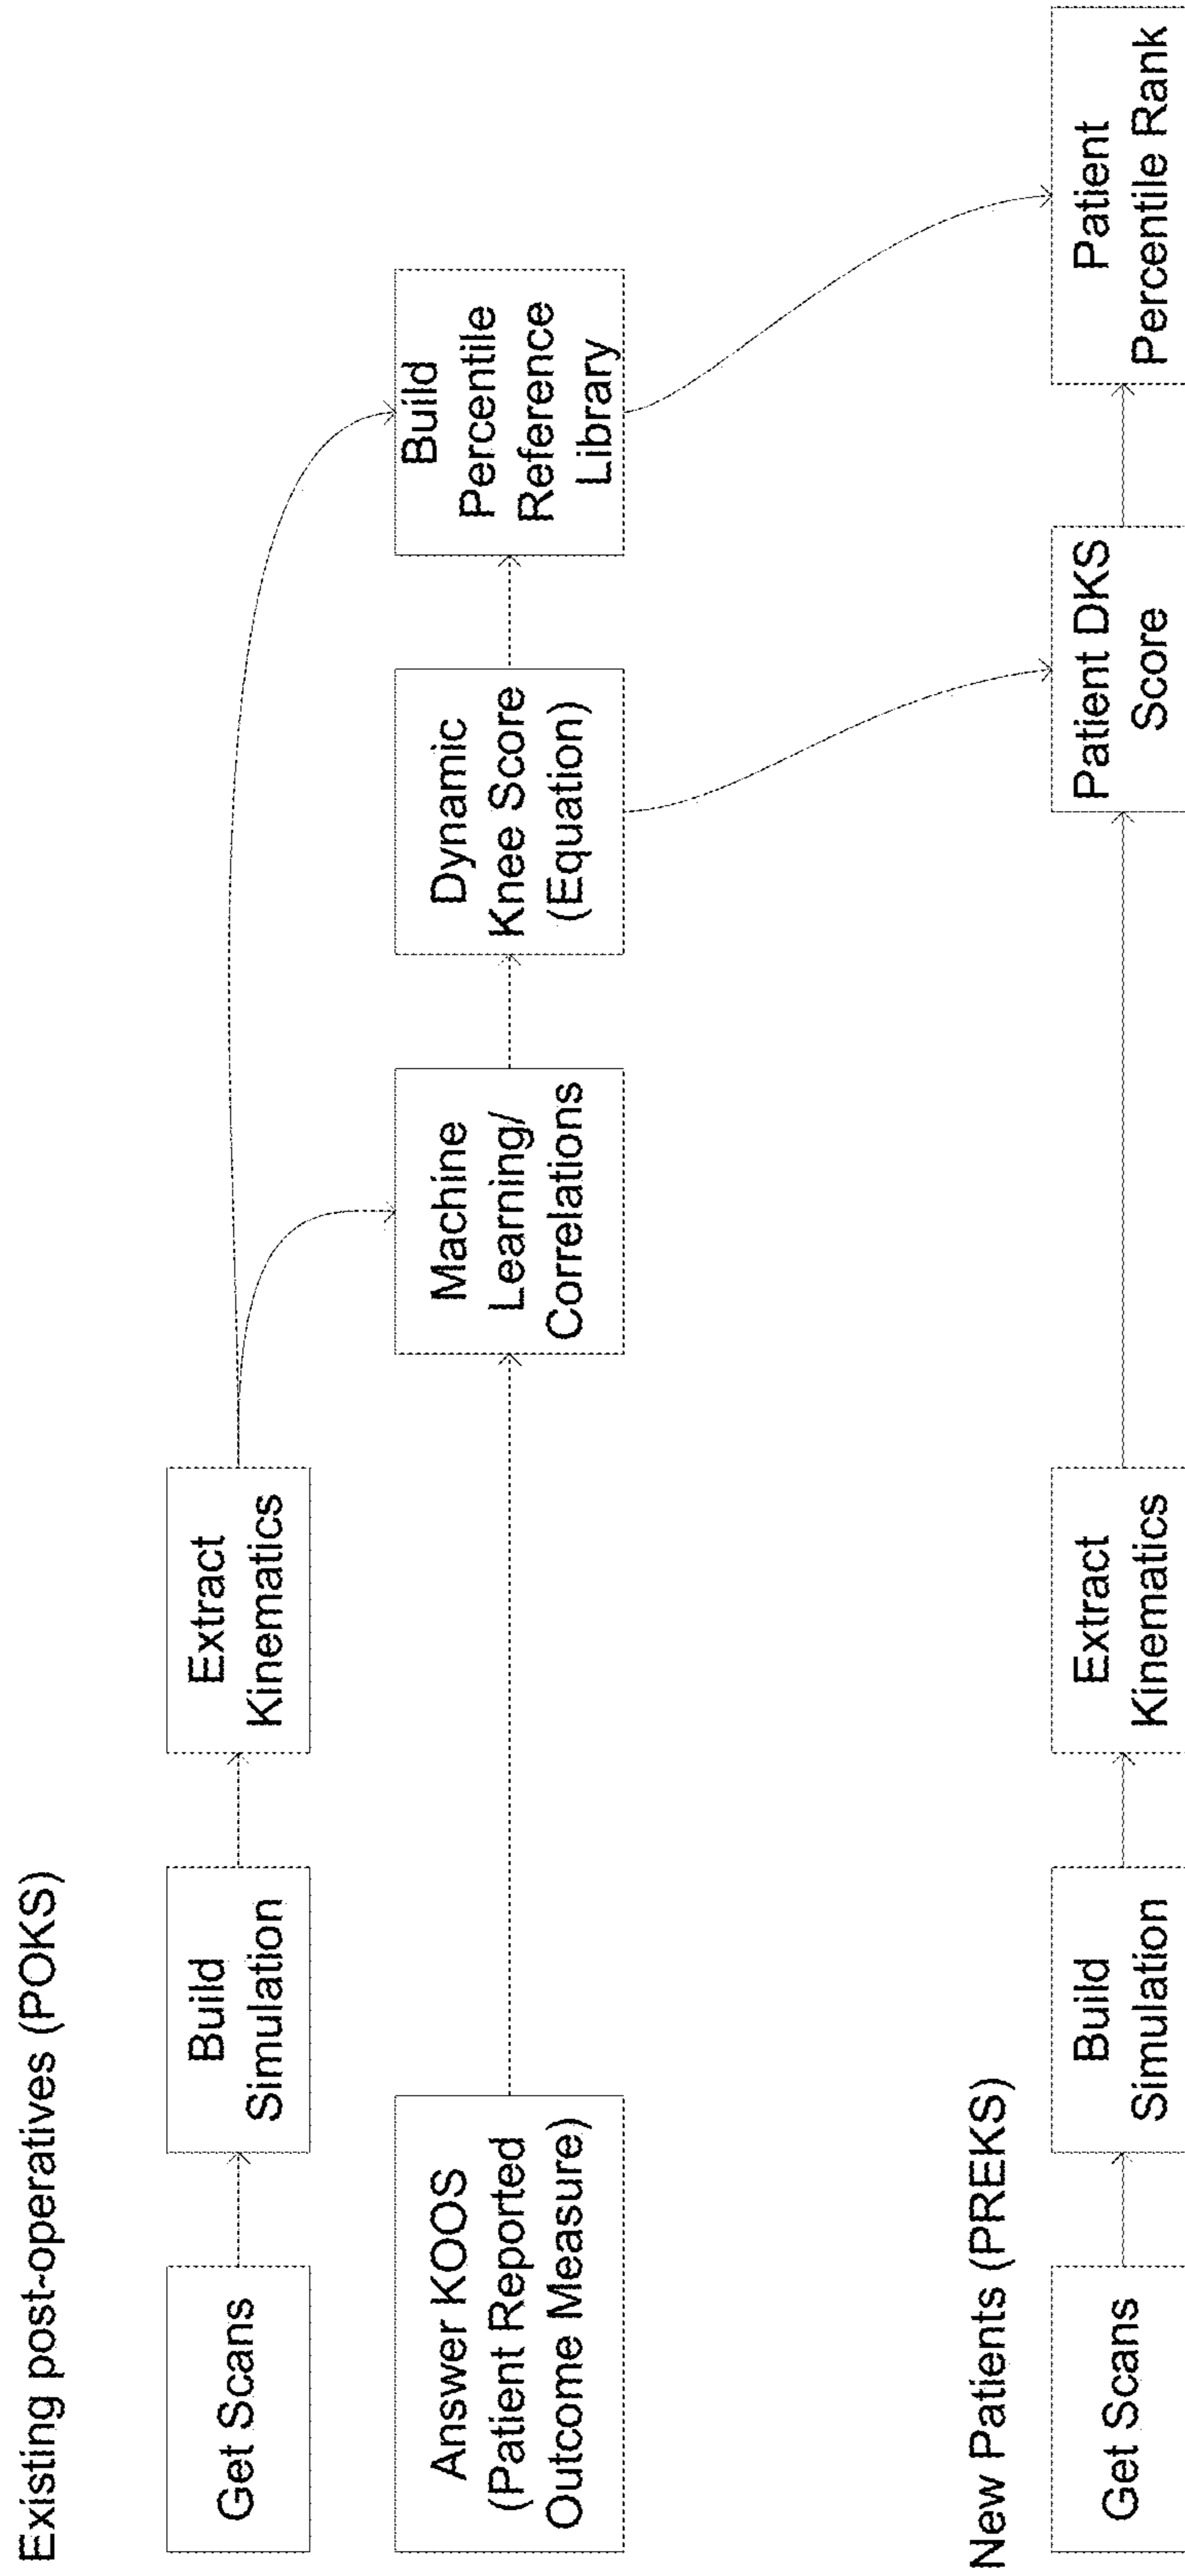 Existing post-operatives (POKS)
Get Scans
Build
Simulation
Extract
Kinematics
Answer KOOS
(Patient Reported
Outcome Measure)
Machine
Learning/
Correlations
Dynamic
Knee Score
(Equation)
Build
Percentile
Reference
Library
New Patients (PREKS)
Get Scans
Build
Simulation
Extract
Kinematics
Patient DKS
Score
Patient
Percentile Rank